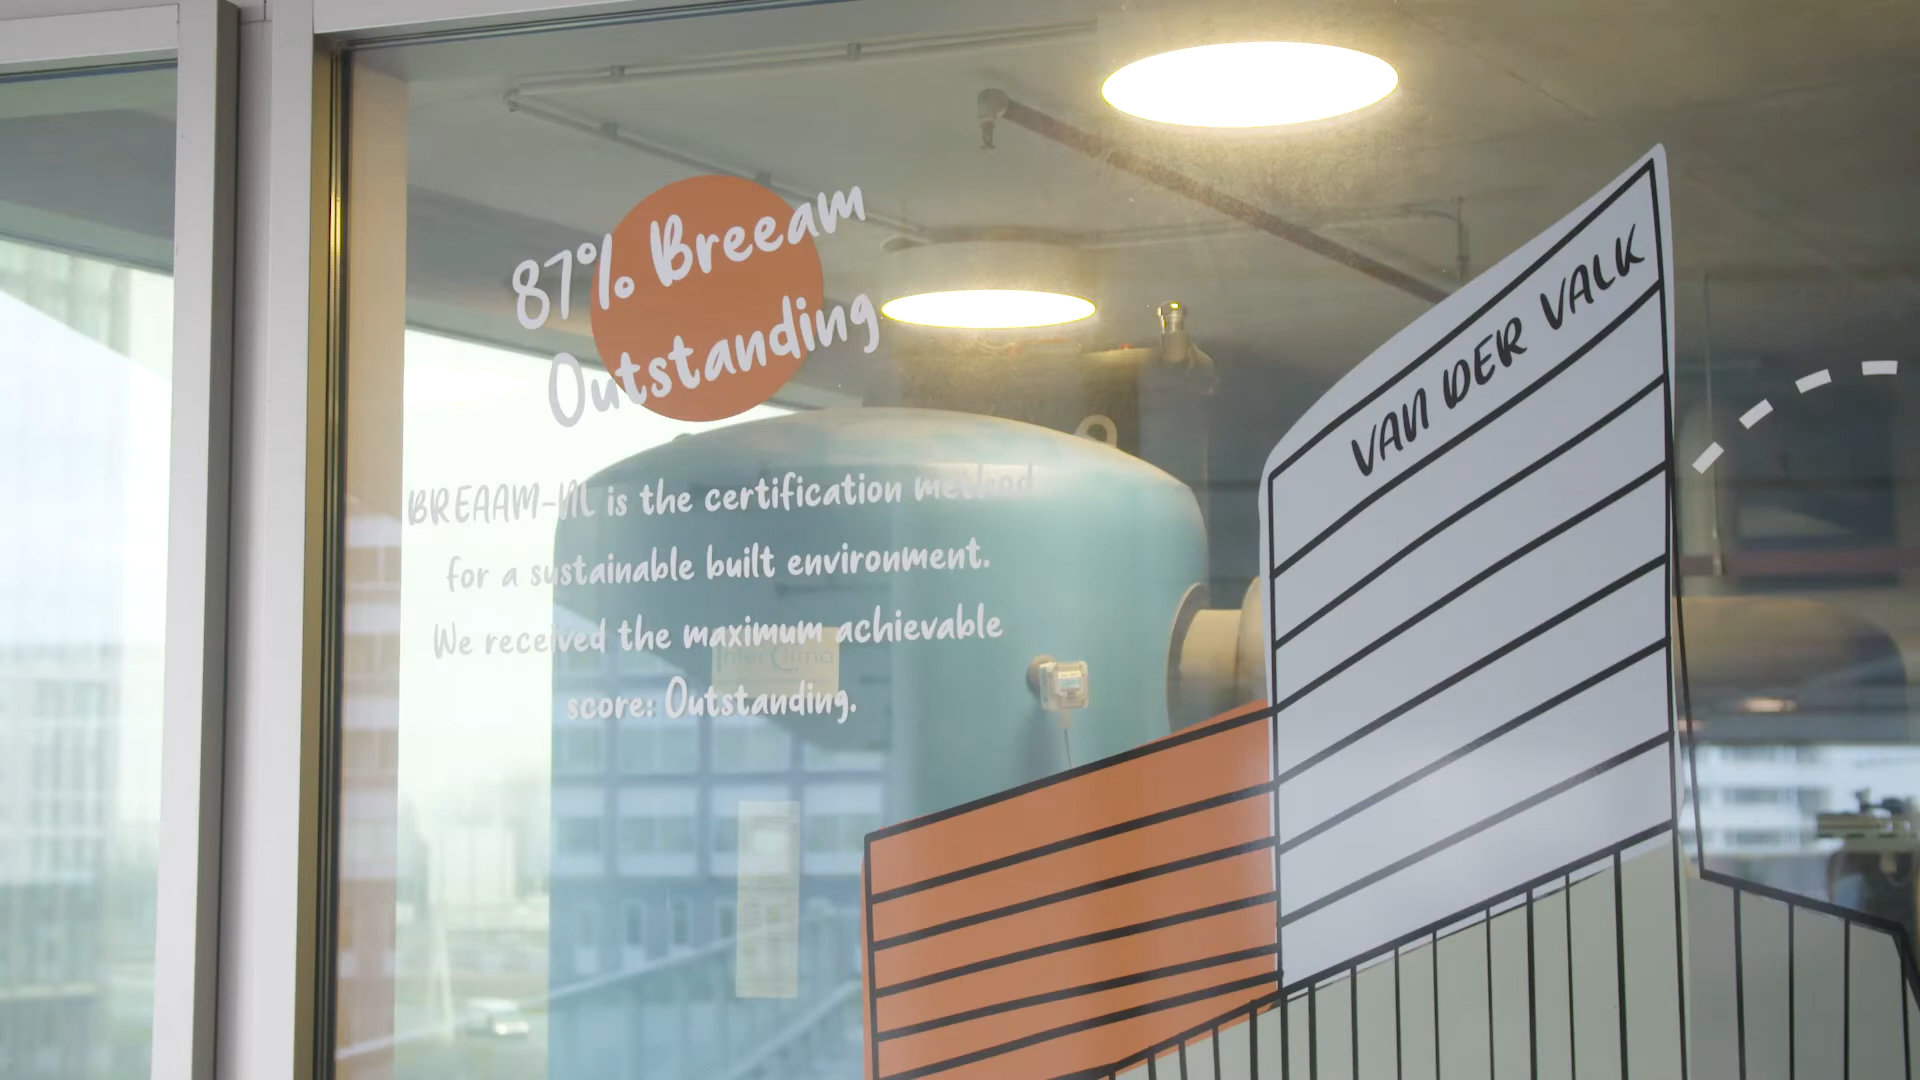 87% Breeam
Outstanding
BREAAM-NL is the certification method
for a sustainable built environment.
We received the maximum achievable
score: Outstanding.
VAN DER VALK
InterClima